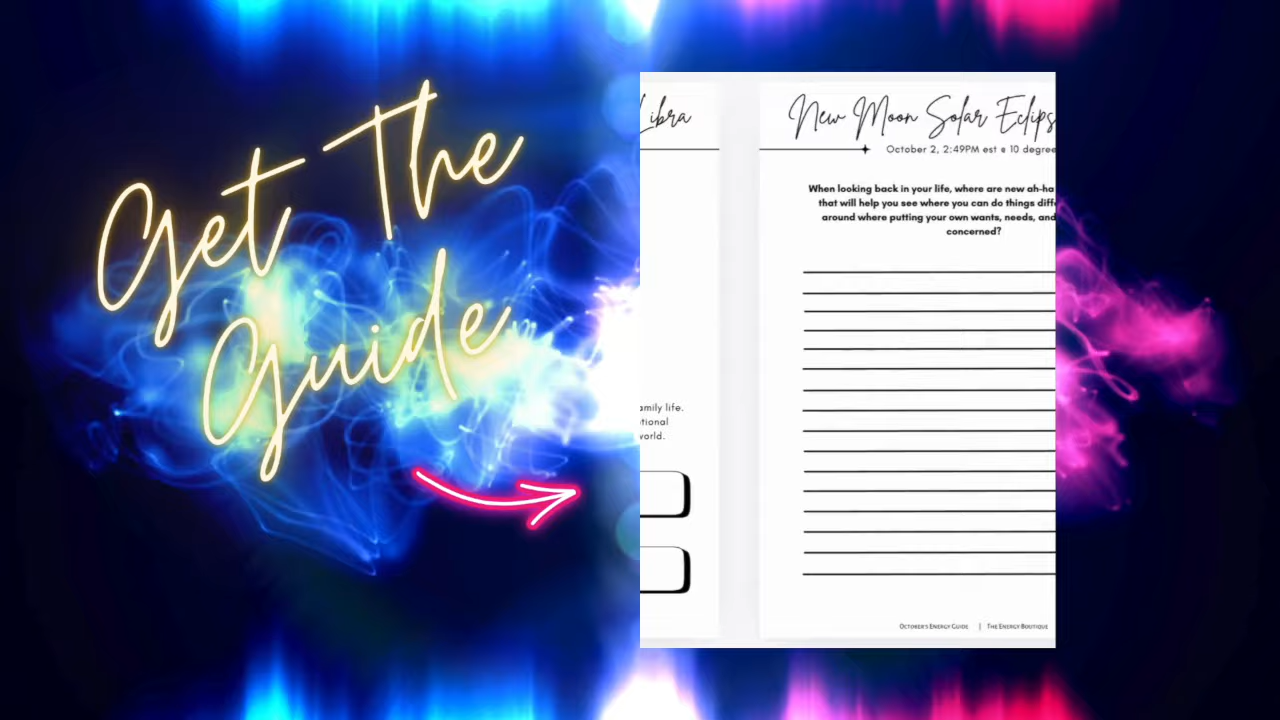 Get The
Guide
Libra
amily life.
otional
world.
New Moon Solar Eclips
October 2, 2:49PM est @ 10 degree
When looking back in your life, where are new ah-ha
that will help you see where you can do things diffe
around where putting your own wants, needs, and
concerned?
October's Energy Guide | The Energy Boutique